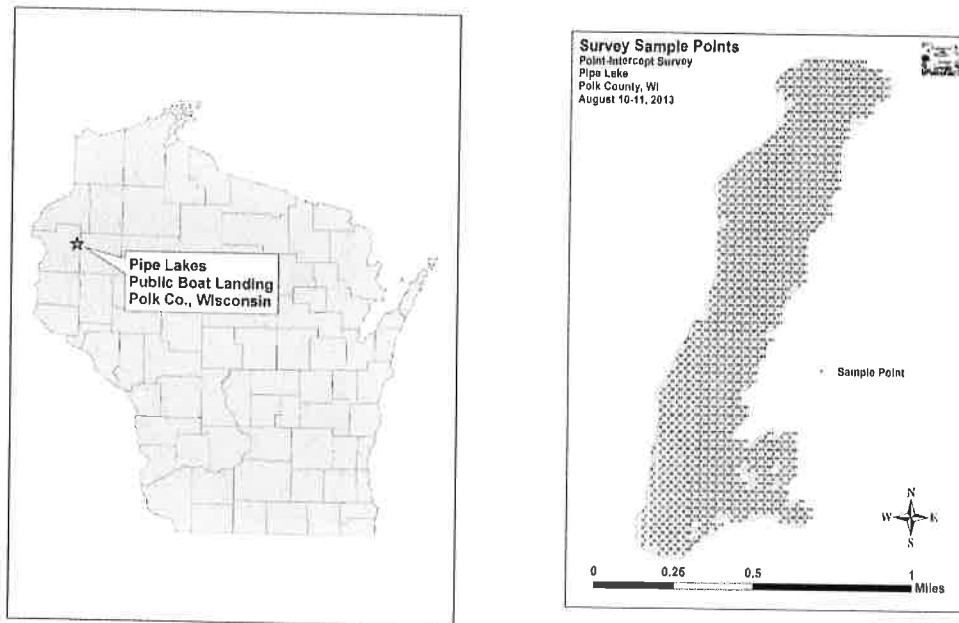 Pipe Lakes
Public Boat Landing
Polk Co., Wisconsin
Survey Sample Points
Point-Intercept Survey
Pipe Lake
Polk County, WI
August 10-11, 2013
Sample Point
N
W E
S
0 0.25 0.5 1
Miles